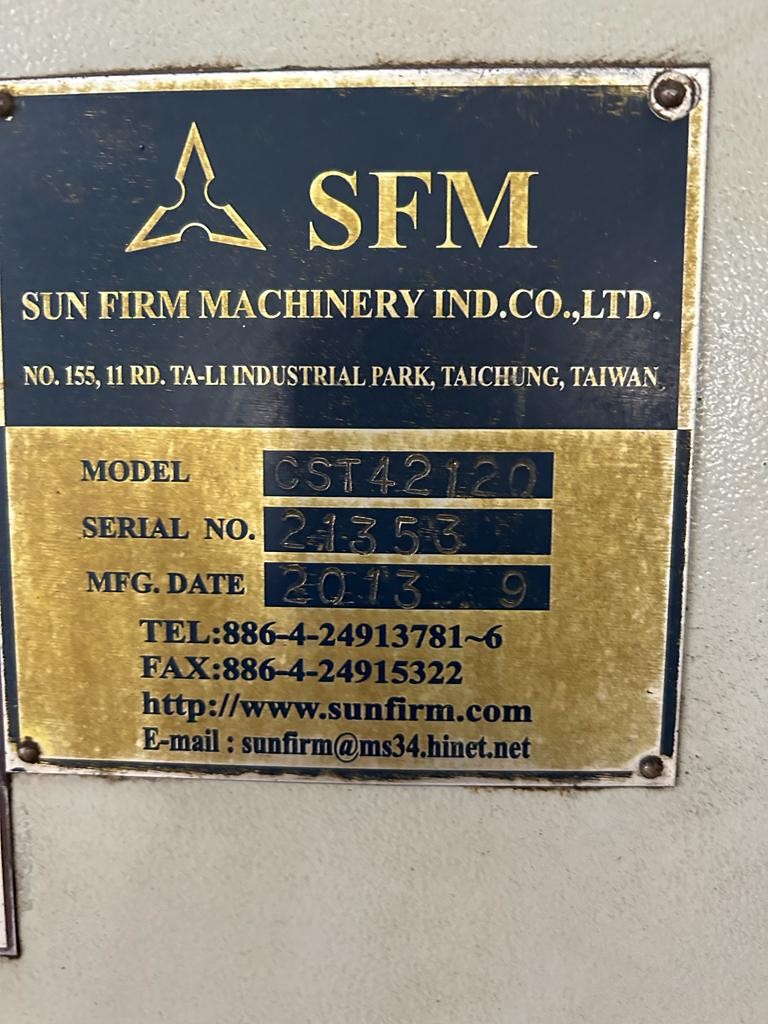 SFM
SUN FIRM MACHINERY IND.CO.,LTD.
NO. 155, 11 RD. TA-LI INDUSTRIAL PARK, TAICHUNG, TAIWAN
MODEL CST42120
SERIAL NO. 21353
MFG. DATE 2013 9
TEL:886-4-24913781~6
FAX:886-4-24915322
http://www.sunfirm.com
E-mail : sunfirm@ms34.hinet.net